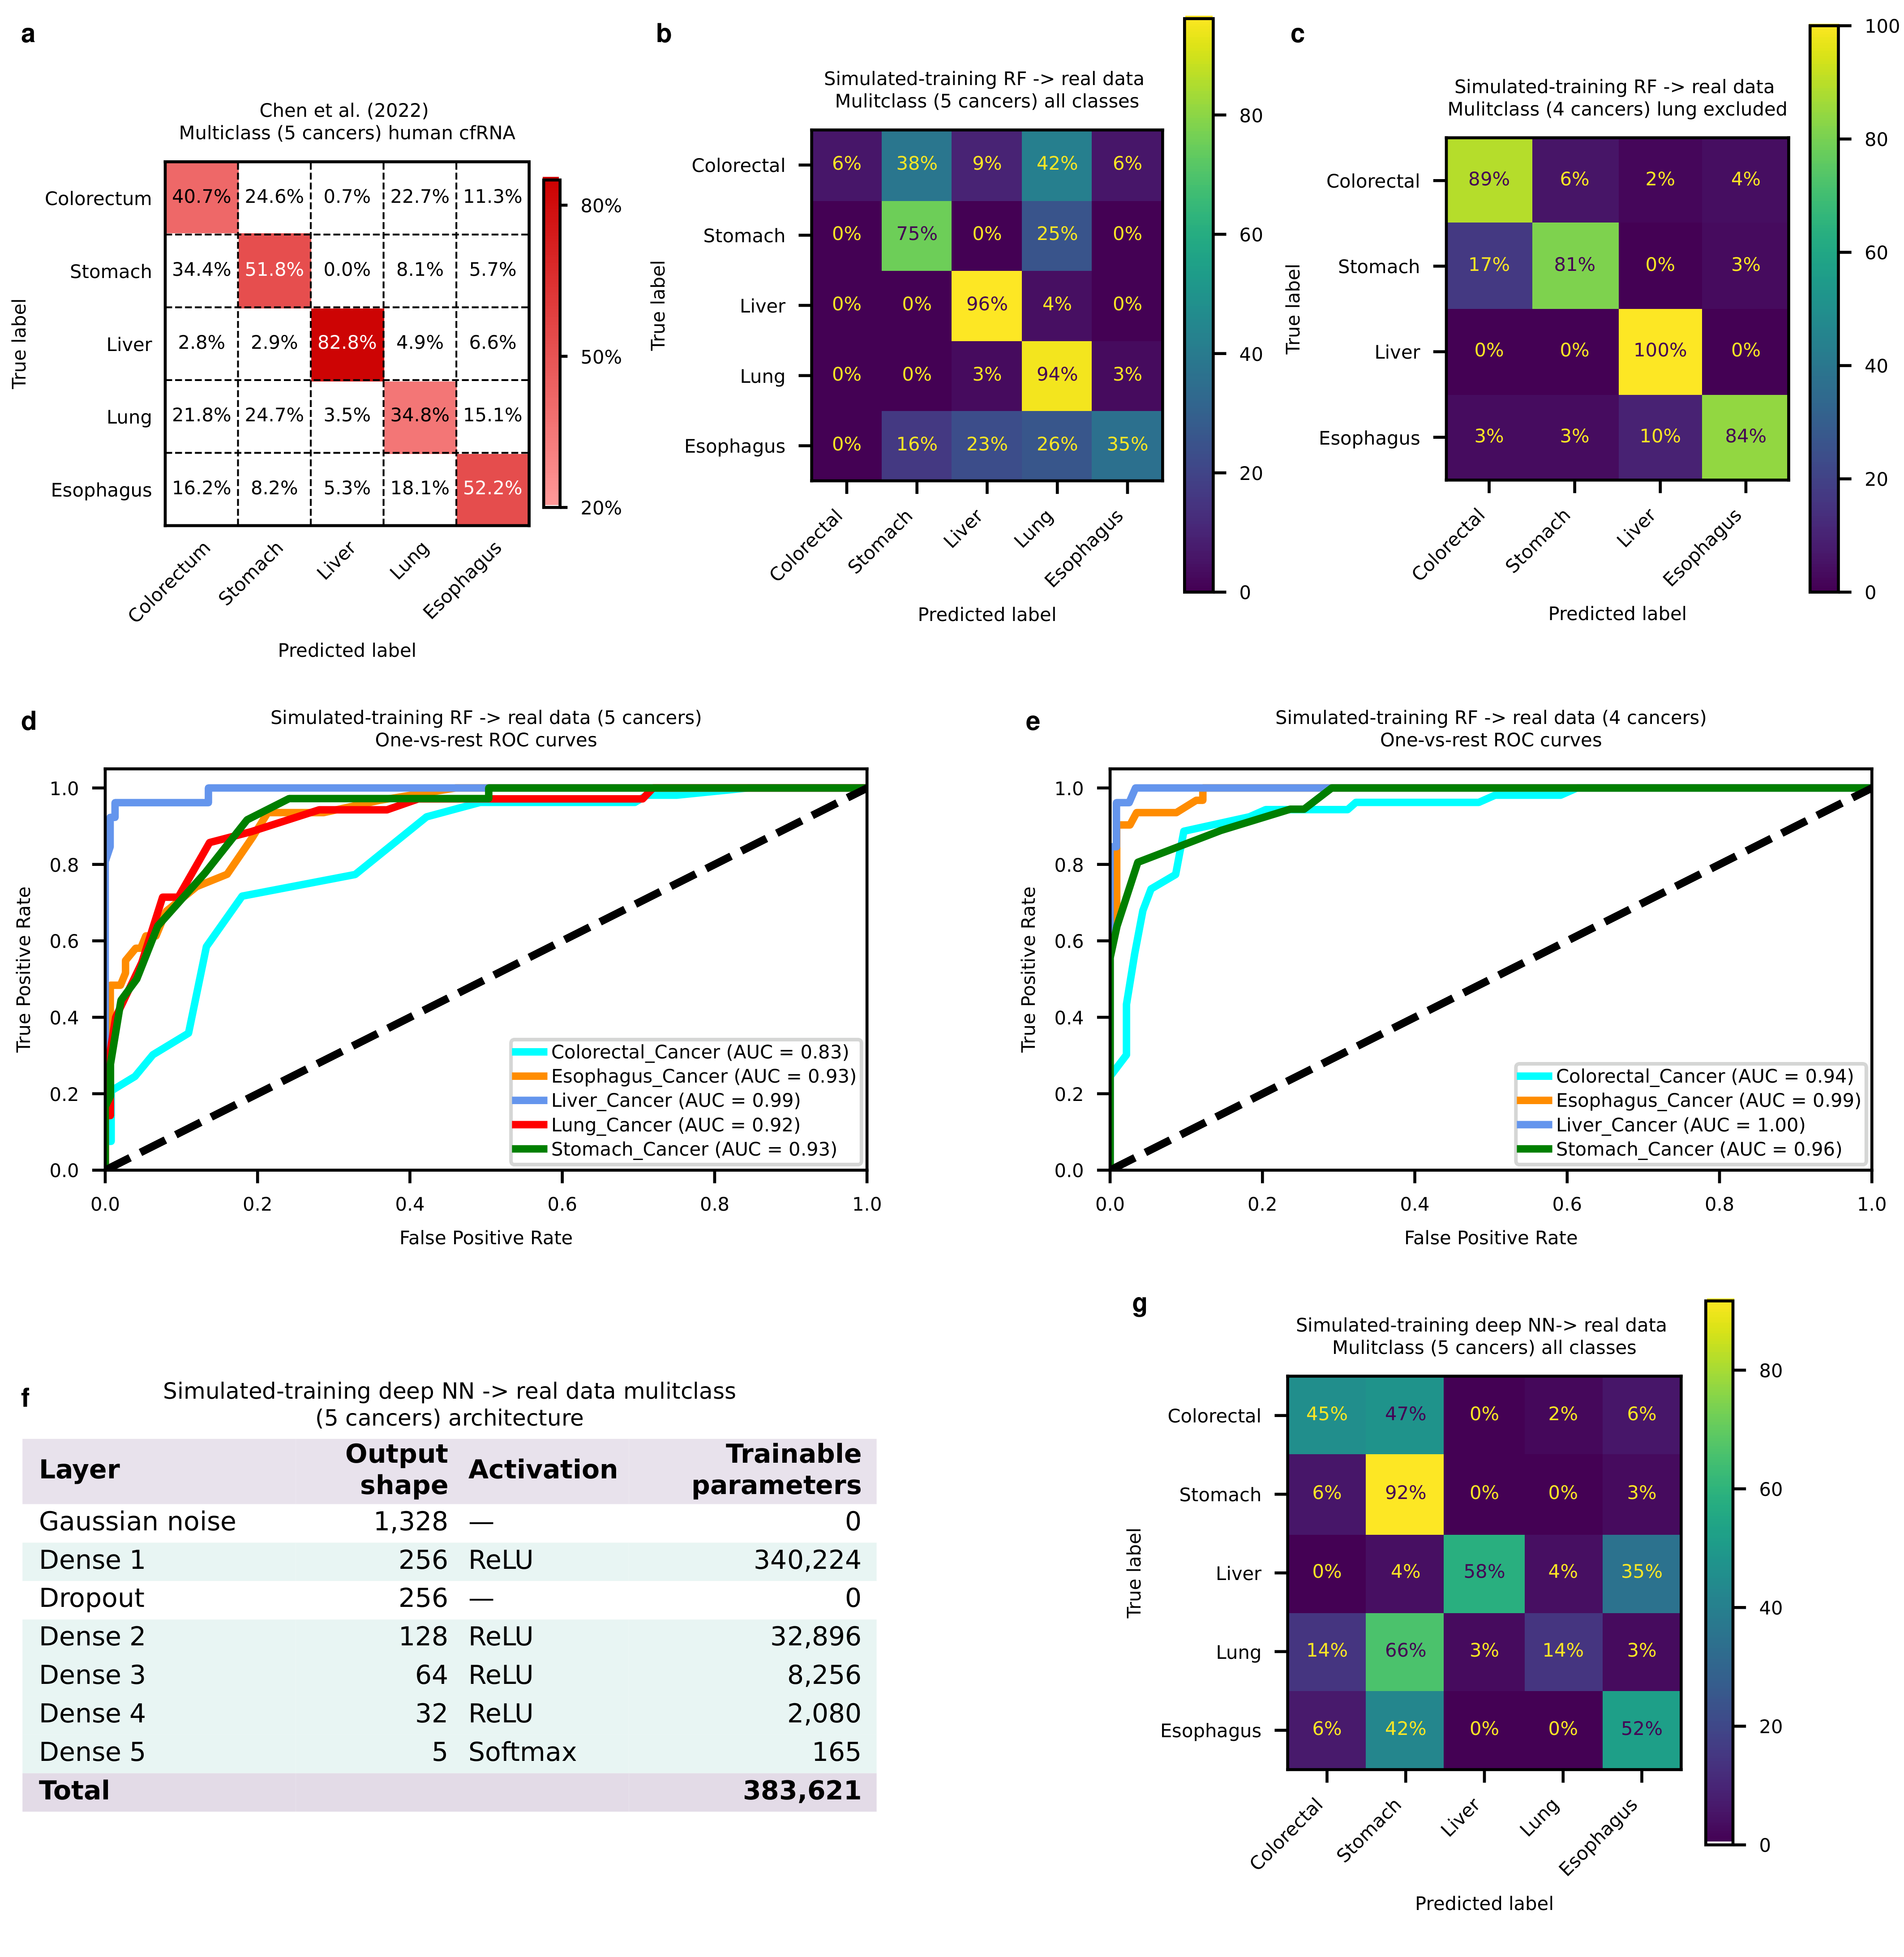 a
Chen et al. (2022)
Multiclass (5 cancers) human cfRNA
True label
Colorectum 40.7% 24.6% 0.7% 22.7% 11.3%
Stomach 34.4% 51.8% 0.0% 8.1% 5.7%
Liver 2.8% 2.9% 82.8% 4.9% 6.6%
Lung 21.8% 24.7% 3.5% 34.8% 15.1%
Esophagus 16.2% 8.2% 5.3% 18.1% 52.2%
Colorectum Stomach Liver Lung Esophagus
Predicted label
80%
50%
20%
b
Simulated-training RF -> real data
Mulitclass (5 cancers) all classes
True label
Colorectal 6% 38% 9% 42% 6%
Stomach 0% 75% 0% 25% 0%
Liver 0% 0% 96% 4% 0%
Lung 0% 0% 3% 94% 3%
Esophagus 0% 16% 23% 26% 35%
Colorectal Stomach Liver Lung Esophagus
Predicted label
80
60
40
20
0
c
Simulated-training RF -> real data
Mulitclass (4 cancers) lung excluded
True label
Colorectal 89% 6% 2% 4%
Stomach 17% 81% 0% 3%
Liver 0% 0% 100% 0%
Esophagus 3% 3% 10% 84%
Colorectal Stomach Liver Esophagus
Predicted label
100
80
60
40
20
0
d
Simulated-training RF -> real data (5 cancers)
One-vs-rest ROC curves
True Positive Rate
1.0
0.8
0.6
0.4
0.2
0.0
Colorectal_Cancer (AUC = 0.83)
Esophagus_Cancer (AUC = 0.93)
Liver_Cancer (AUC = 0.99)
Lung_Cancer (AUC = 0.92)
Stomach_Cancer (AUC = 0.93)
0.0 0.2 0.4 0.6 0.8 1.0
False Positive Rate
e
Simulated-training RF -> real data (4 cancers)
One-vs-rest ROC curves
True Positive Rate
1.0
0.8
0.6
0.4
0.2
0.0
Colorectal_Cancer (AUC = 0.94)
Esophagus_Cancer (AUC = 0.99)
Liver_Cancer (AUC = 1.00)
Stomach_Cancer (AUC = 0.96)
0.0 0.2 0.4 0.6 0.8 1.0
False Positive Rate
f
Simulated-training deep NN -> real data mulitclass
(5 cancers) architecture
Layer Output shape Activation Trainable parameters
Gaussian noise 1,328 — 0
Dense 1 256 ReLU 340,224
Dropout 256 — 0
Dense 2 128 ReLU 32,896
Dense 3 64 ReLU 8,256
Dense 4 32 ReLU 2,080
Dense 5 5 Softmax 165
Total 383,621
g
Simulated-training deep NN-> real data
Mulitclass (5 cancers) all classes
True label
Colorectal 45% 47% 0% 2% 6%
Stomach 6% 92% 0% 0% 3%
Liver 0% 4% 58% 4% 35%
Lung 14% 66% 3% 14% 3%
Esophagus 6% 42% 0% 0% 52%
Colorectal Stomach Liver Lung Esophagus
Predicted label
80
60
40
20
0